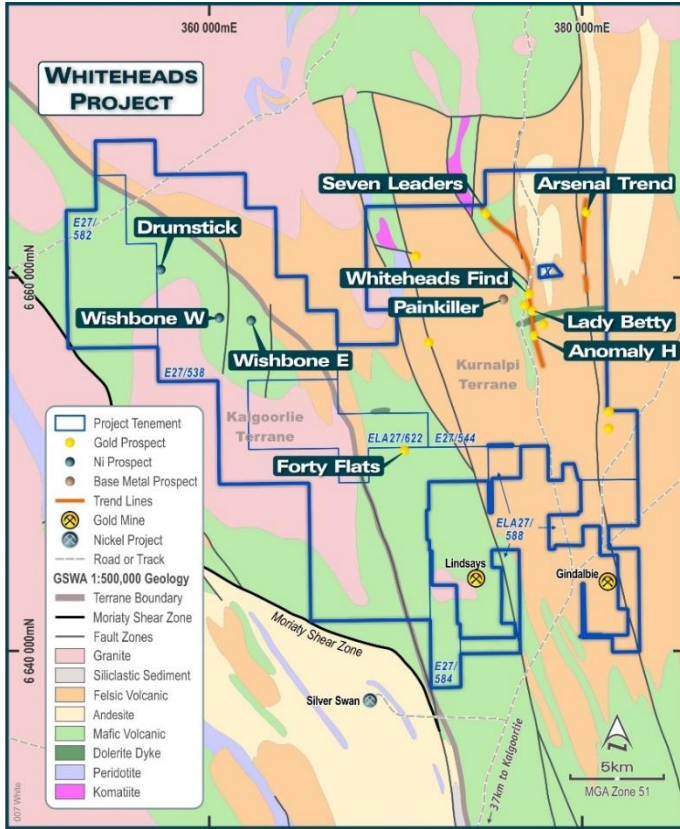 360 000mE
380 000mE
WHITEHEADS
PROJECT
Seven Leaders
Arsenal Trend
E27/
582
Drumstick
6 660 000mN
Whiteheads Find
Painkiller
Wishbone W
Lady Betty
Wishbone E
Anomaly H
Kurnalpi
Terrane
E27/538
Kalgoorlie
Terrane
ELA27/622
E27/544
Forty Flats
ELA27/
588
Lindsays
Gindalbie
Project Tenement
Gold Prospect
Ni Prospect
Base Metal Prospect
Trend Lines
Gold Mine
Nickel Project
Road or Track
GSWA 1:500,000 Geology
Terrane Boundary
Moriaty Shear Zone
Fault Zones
Granite
Siliclastic Sediment
Felsic Volcanic
Andesite
Mafic Volcanic
Dolerite Dyke
Peridotite
Komatiite
6 640 000mN
Moriaty Shear Zone
E27/
584
Silver Swan
37km to Kalgoorlie
5km
MGA Zone 51
007 White